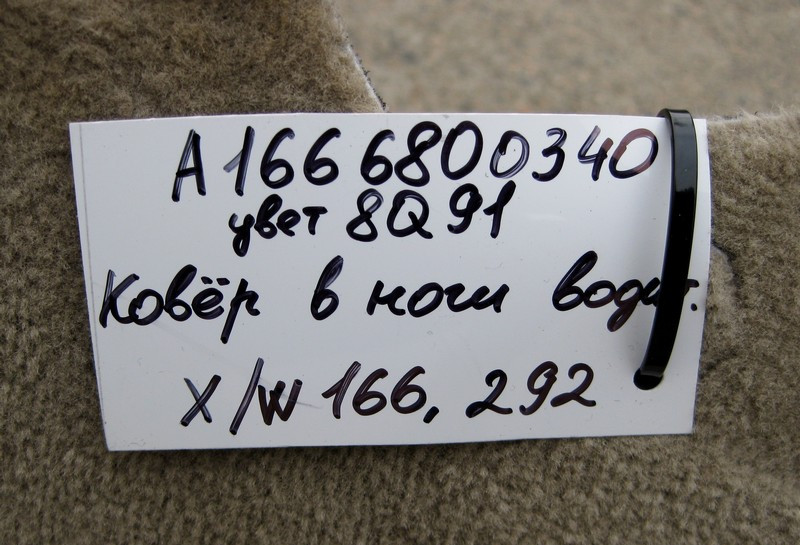 A 166 6800340
цвет 8Q91
Ковёр в ноги водит.
X/W 166, 292